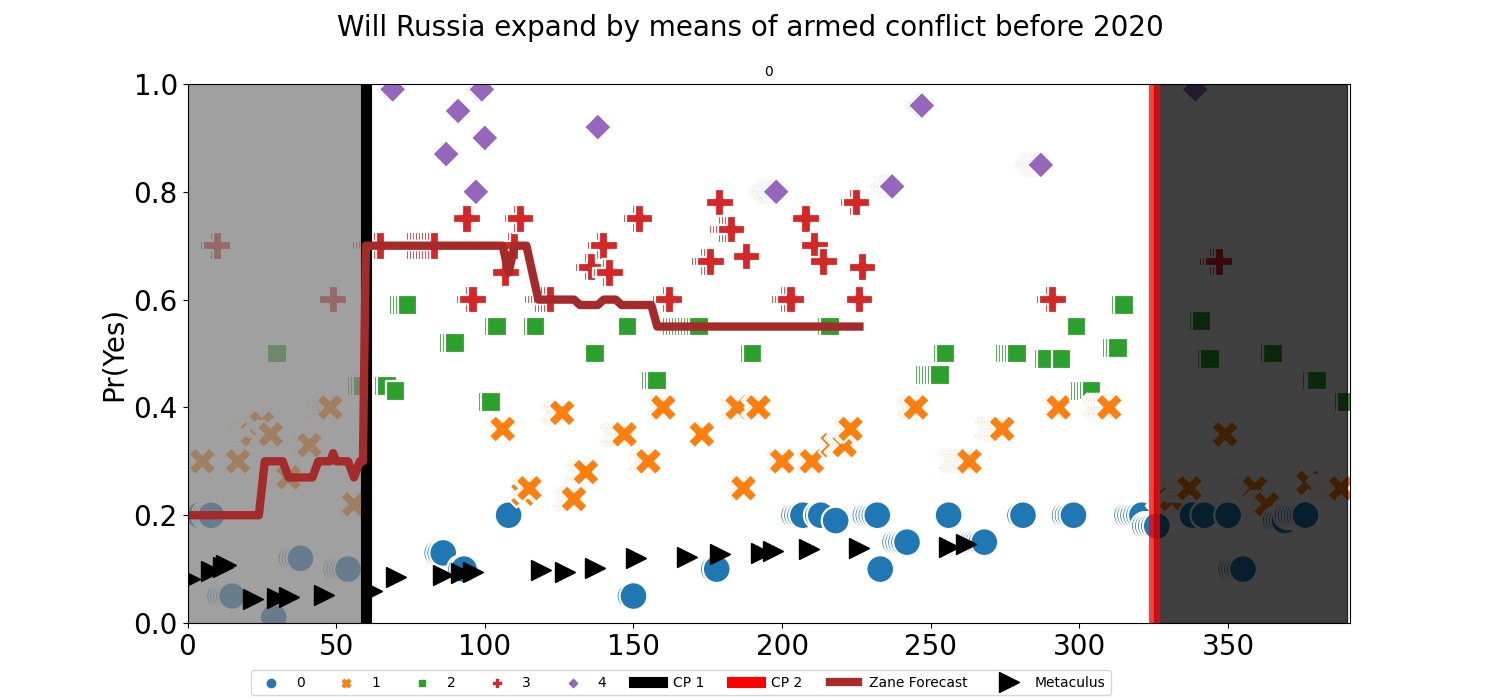 Will Russia expand by means of armed conflict before 2020
0
1.0
0.8
0.6
0.4
0.2
0.0
Pr(Yes)
0 50 100 150 200 250 300 350
0 1 2 3 4 CP 1 CP 2 Zane Forecast Metaculus